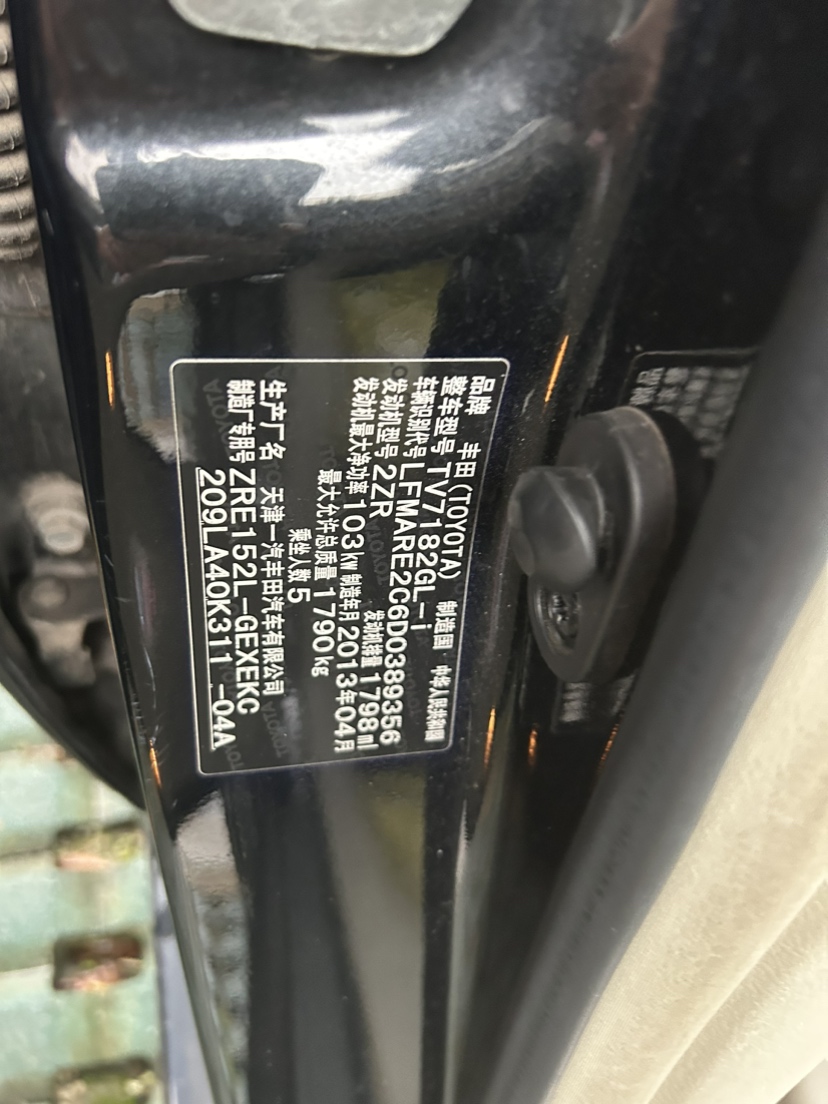 品牌 丰田(TOYOTA) 制造国 中华人民共和国
整车型号 TV7182GL-i
车辆识别代号 LFMARE2C6D0389356
发动机型号 2ZR 发动机排量 1798ml
发动机最大净功率 103kw 制造年月 2013年04月
最大允许总质量 1790kg
乘坐人数 5
生产厂名 天津一汽丰田汽车有限公司
制造厂专用号 ZRE152L-GEXEKC
209LA40K311 -04A